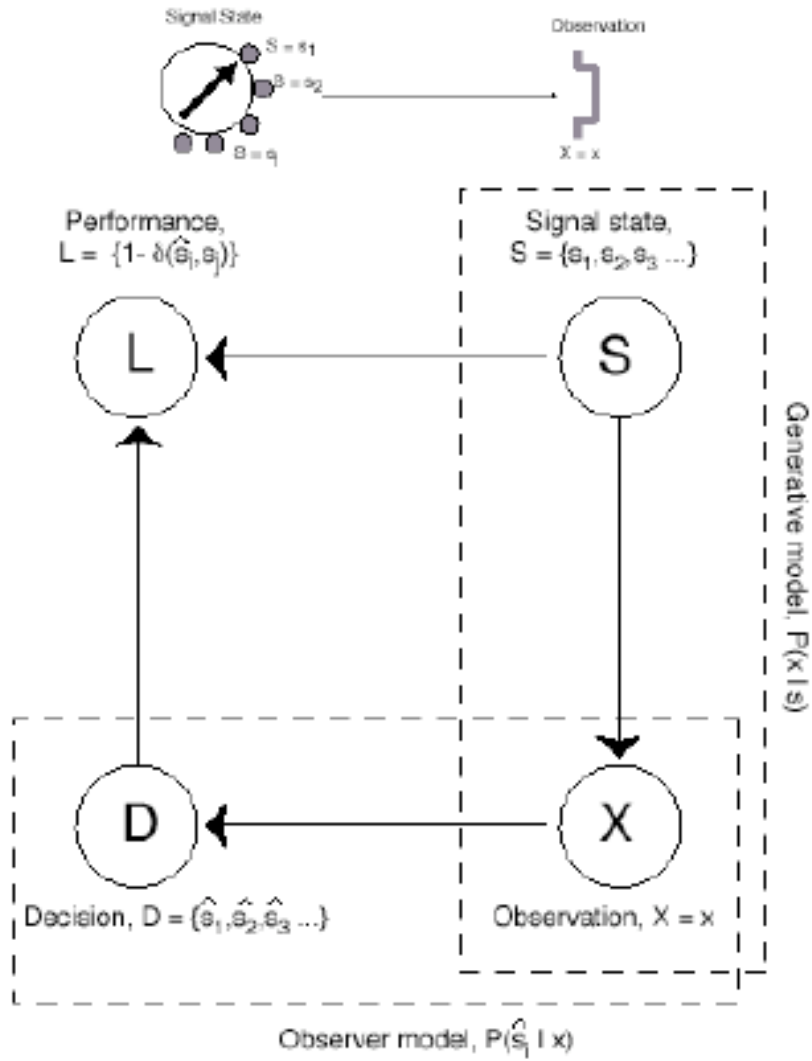 Signal State
Observation
S = s₁
S = s₂
S = sᵢ
X = x
Performance,
L = {1- δ(ŝᵢ,sⱼ)}
Signal state,
S = {s₁,s₂,s₃ ...}
L
S
Generative model, P(x | s)
D
X
Decision, D = {ŝ₁,ŝ₂,ŝ₃ ...}
Observation, X = x
Observer model, P(ŝᵢ | x)